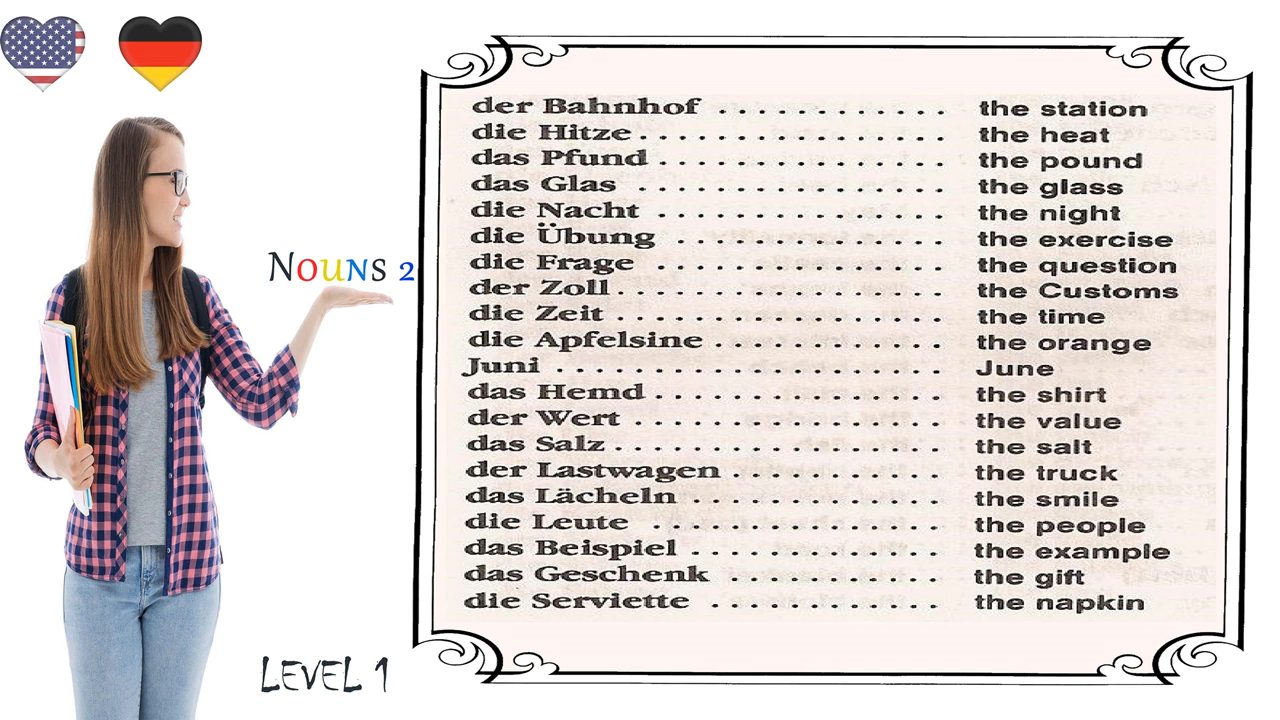 Nouns 2
der Bahnhof . . . . . . . . . . . . the station
die Hitze . . . . . . . . . . . . . . . . the heat
das Pfund . . . . . . . . . . . . . . . the pound
das Glas . . . . . . . . . . . . . . . . . the glass
die Nacht . . . . . . . . . . . . . . . the night
die Übung . . . . . . . . . . . . . . the exercise
die Frage . . . . . . . . . . . . . . . the question
der Zoll . . . . . . . . . . . . . . . . . the Customs
die Zeit . . . . . . . . . . . . . . . . . the time
die Apfelsine . . . . . . . . . . . . the orange
Juni . . . . . . . . . . . . . . . . . . . . June
das Hemd . . . . . . . . . . . . . . . the shirt
der Wert . . . . . . . . . . . . . . . . the value
das Salz . . . . . . . . . . . . . . . . . the salt
der Lastwagen . . . . . . . . . . . the truck
das Lächeln . . . . . . . . . . . . . . the smile
die Leute . . . . . . . . . . . . . . . the people
das Beispiel . . . . . . . . . . . . . the example
das Geschenk . . . . . . . . . . . the gift
die Serviette . . . . . . . . . . . . the napkin
LEVEL 1